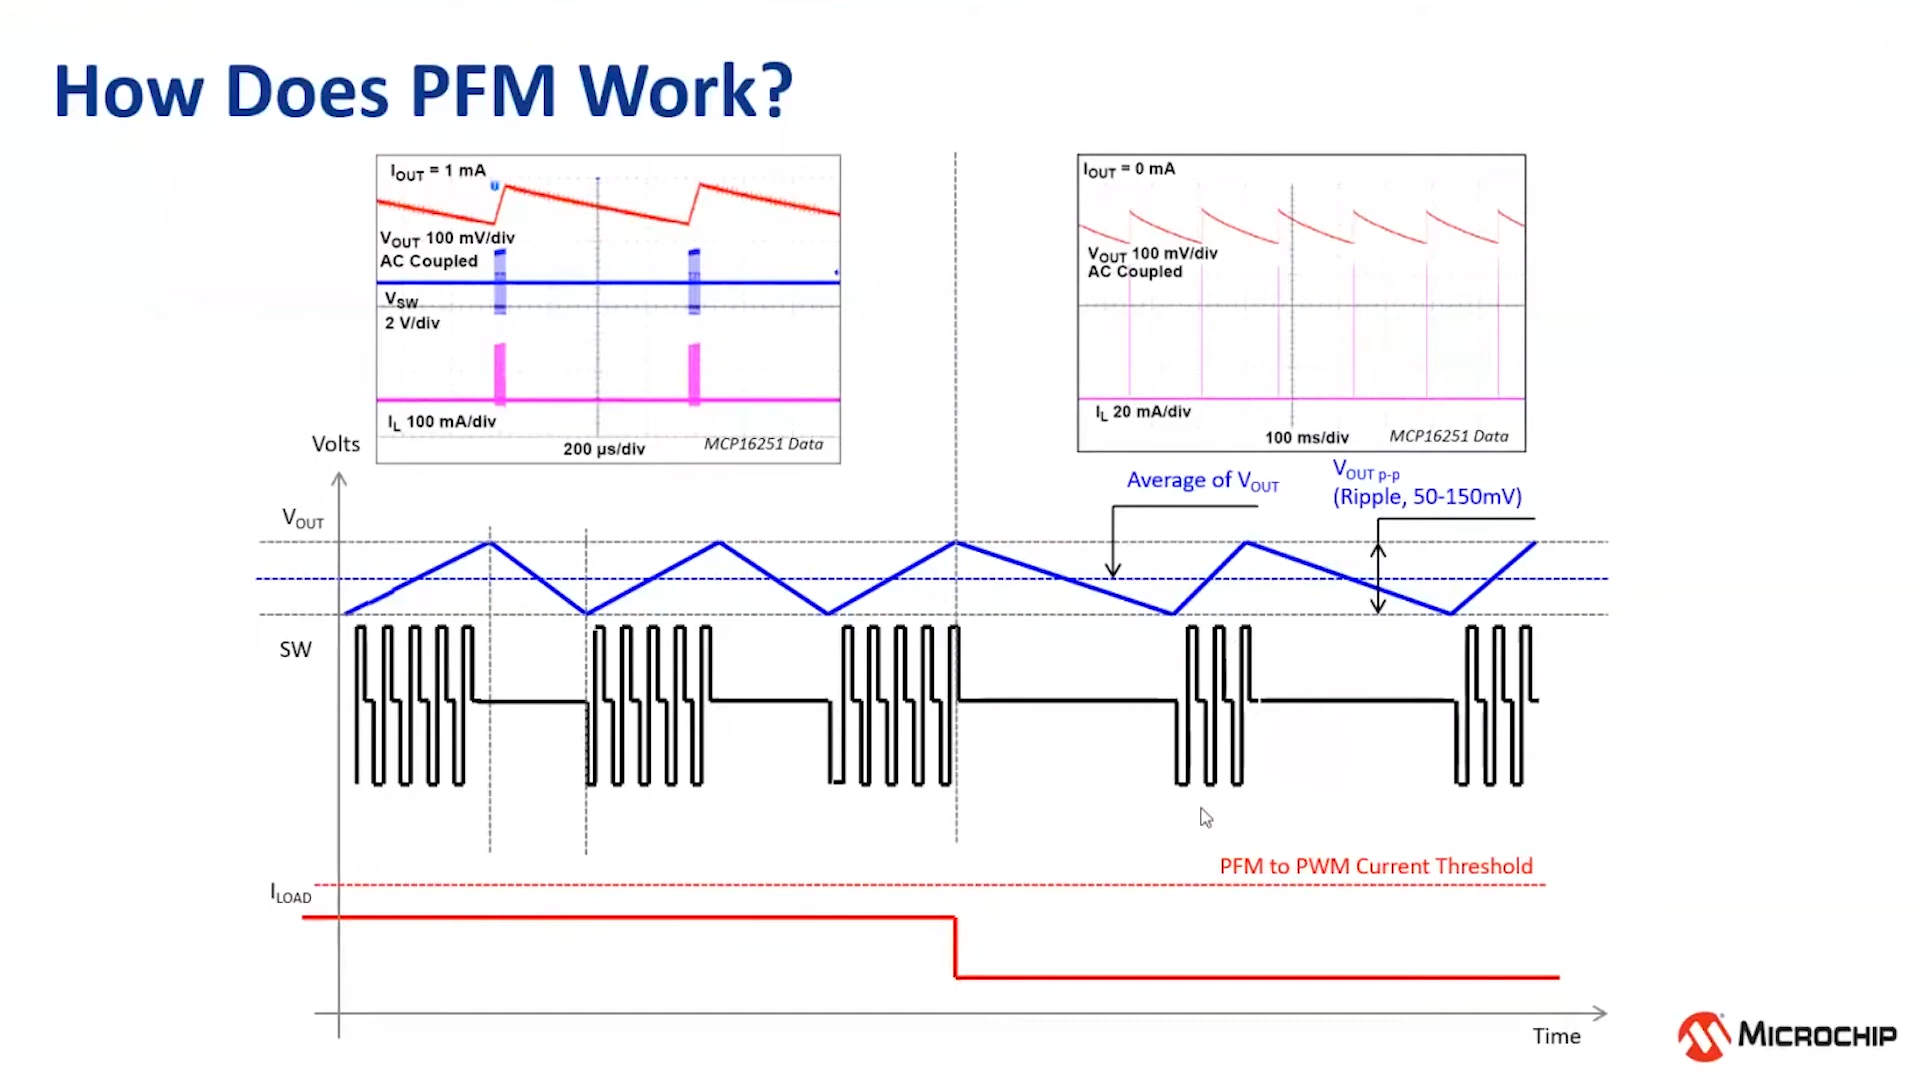 How Does PFM Work?
IOUT = 1 mA
VOUT 100 mV/div
AC Coupled
VSW
2 V/div
IL 100 mA/div
200 µs/div
MCP16251 Data
IOUT = 0 mA
VOUT 100 mV/div
AC Coupled
IL 20 mA/div
100 ms/div
MCP16251 Data
Volts
VOUT
Average of VOUT
VOUT p-p
(Ripple, 50-150mV)
SW
PFM to PWM Current Threshold
ILOAD
Time
MICROCHIP